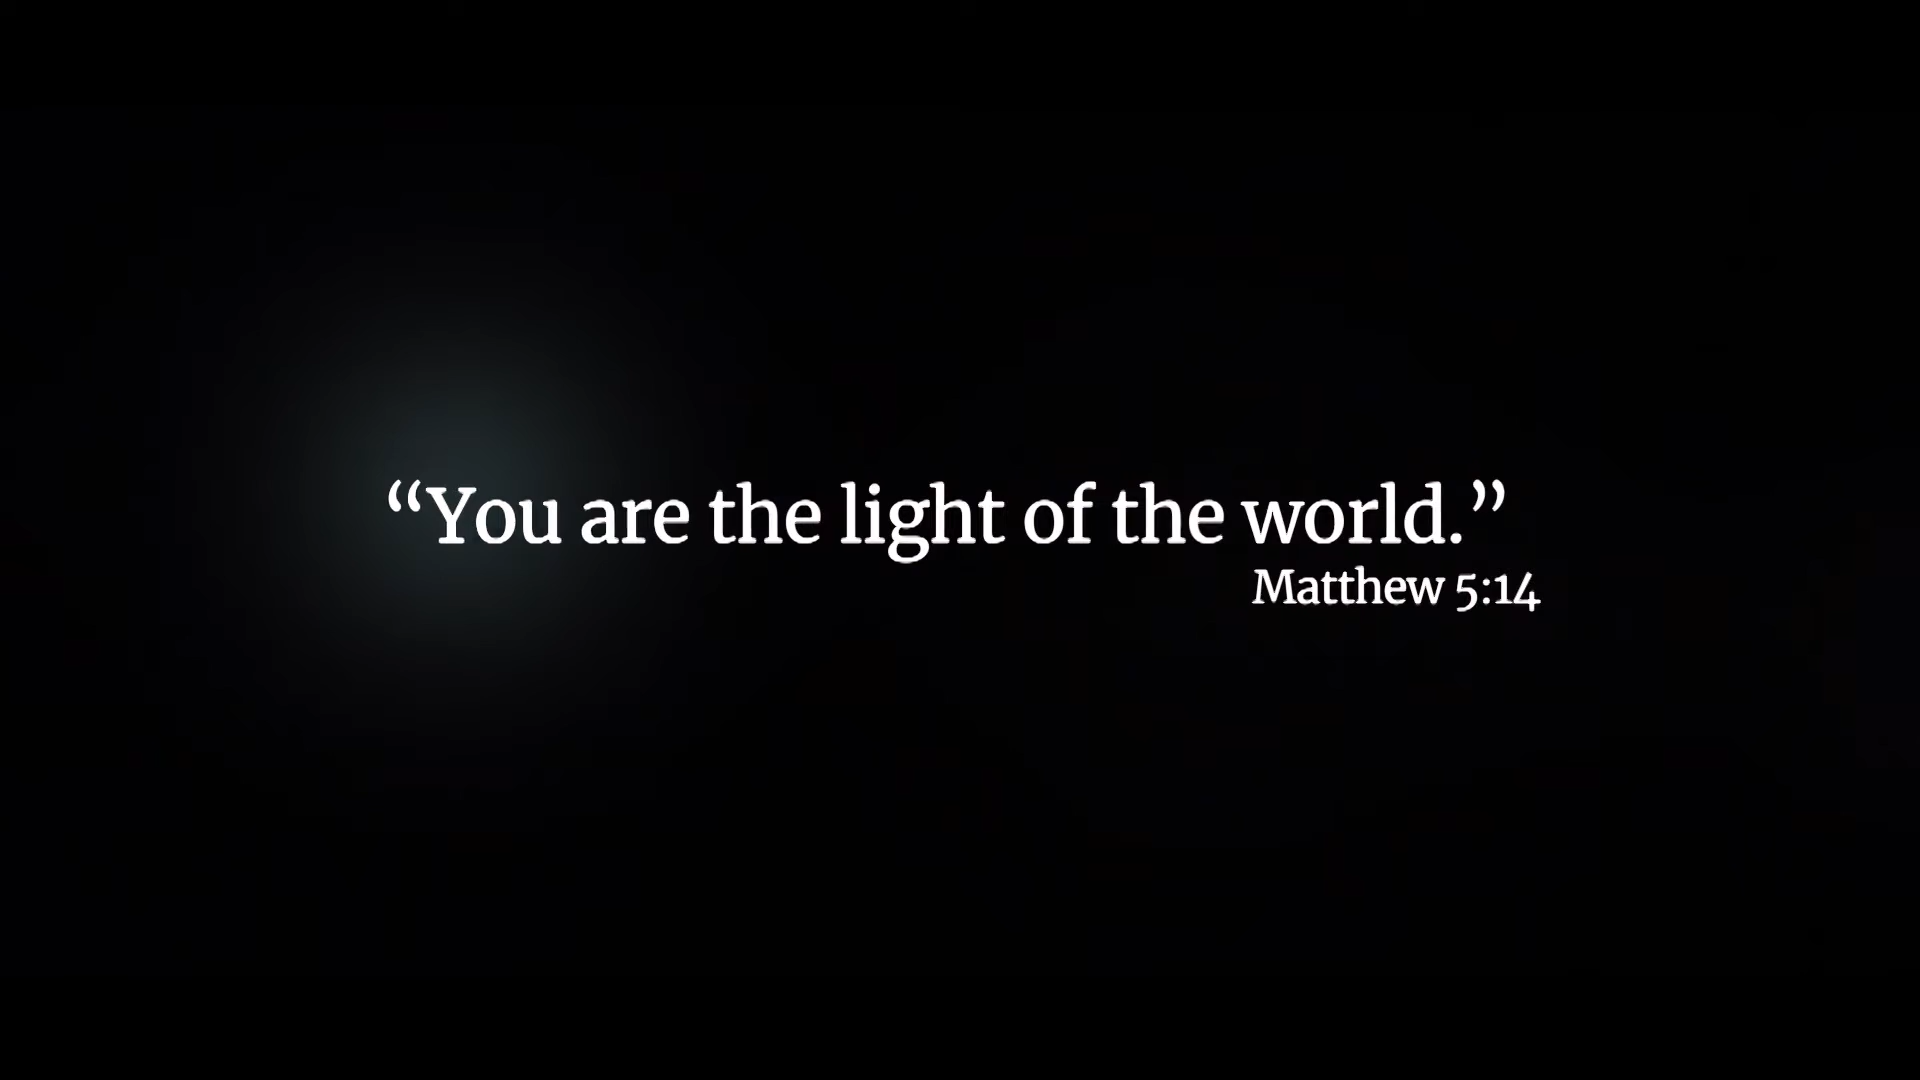 “You are the light of the world.”
Matthew 5:14